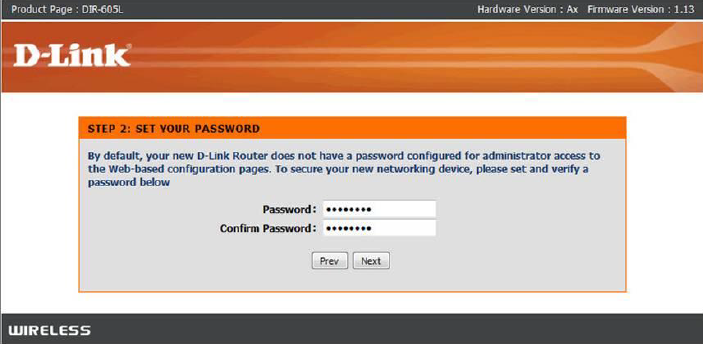 Product Page : DIR-605L
Hardware Version : Ax Firmware Version : 1.13
D-Link
STEP 2: SET YOUR PASSWORD
By default, your new D-Link Router does not have a password configured for administrator access to
the Web-based configuration pages. To secure your new networking device, please set and verify a
password below
Password: ••••••••
Confirm Password: ••••••••
Prev Next
WIRELESS